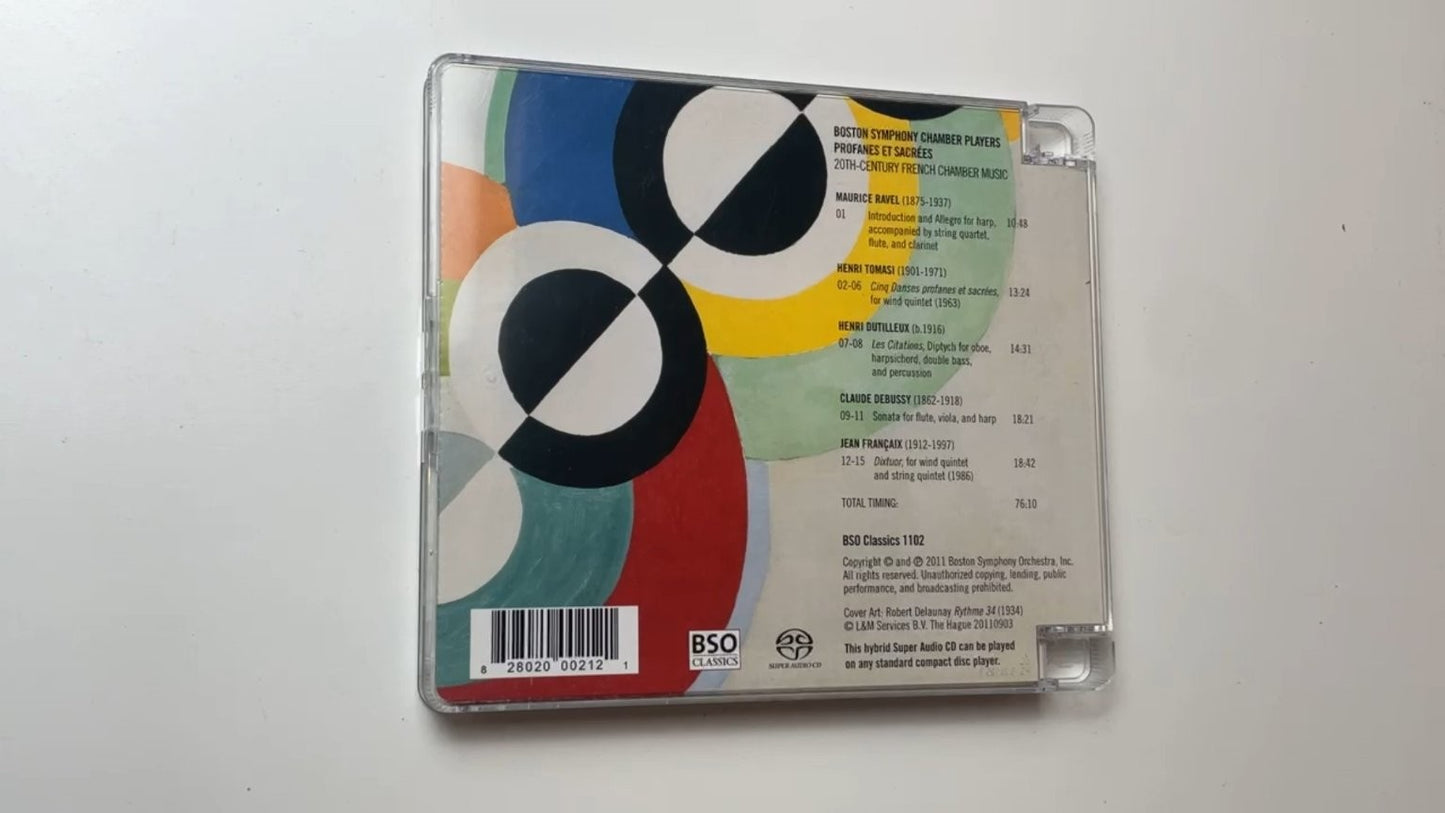 BOSTON SYMPHONY CHAMBER PLAYERS
PROFANES ET SACRÉES
20TH-CENTURY FRENCH CHAMBER MUSIC
MAURICE RAVEL (1875-1937)
01 Introduction and Allegro for harp, 10:48
accompanied by string quartet,
flute, and clarinet
HENRI TOMASI (1901-1971)
02-06 Cinq Danses profanes et sacrées, 13:24
for wind quintet (1963)
HENRI DUTILLEUX (b.1916)
07-08 Les Citations, Diptych for oboe, 14:31
harpsichord, double bass,
and percussion
CLAUDE DEBUSSY (1862-1918)
09-11 Sonata for flute, viola, and harp 18:21
JEAN FRANÇAIX (1912-1997)
12-15 Dixtuor, for wind quintet 18:42
and string quintet (1986)
TOTAL TIMING: 76:10
BSO Classics 1102
Copyright © and ℗ 2011 Boston Symphony Orchestra, Inc.
All rights reserved. Unauthorized copying, lending, public
performance, and broadcasting prohibited.
Cover Art: Robert Delaunay Rythme 34 (1934)
© L&M Services B.V. The Hague 20110903
This hybrid Super Audio CD can be played
on any standard compact disc player.
8 28020 00212 1
BSO
CLASSICS
SUPER AUDIO CD